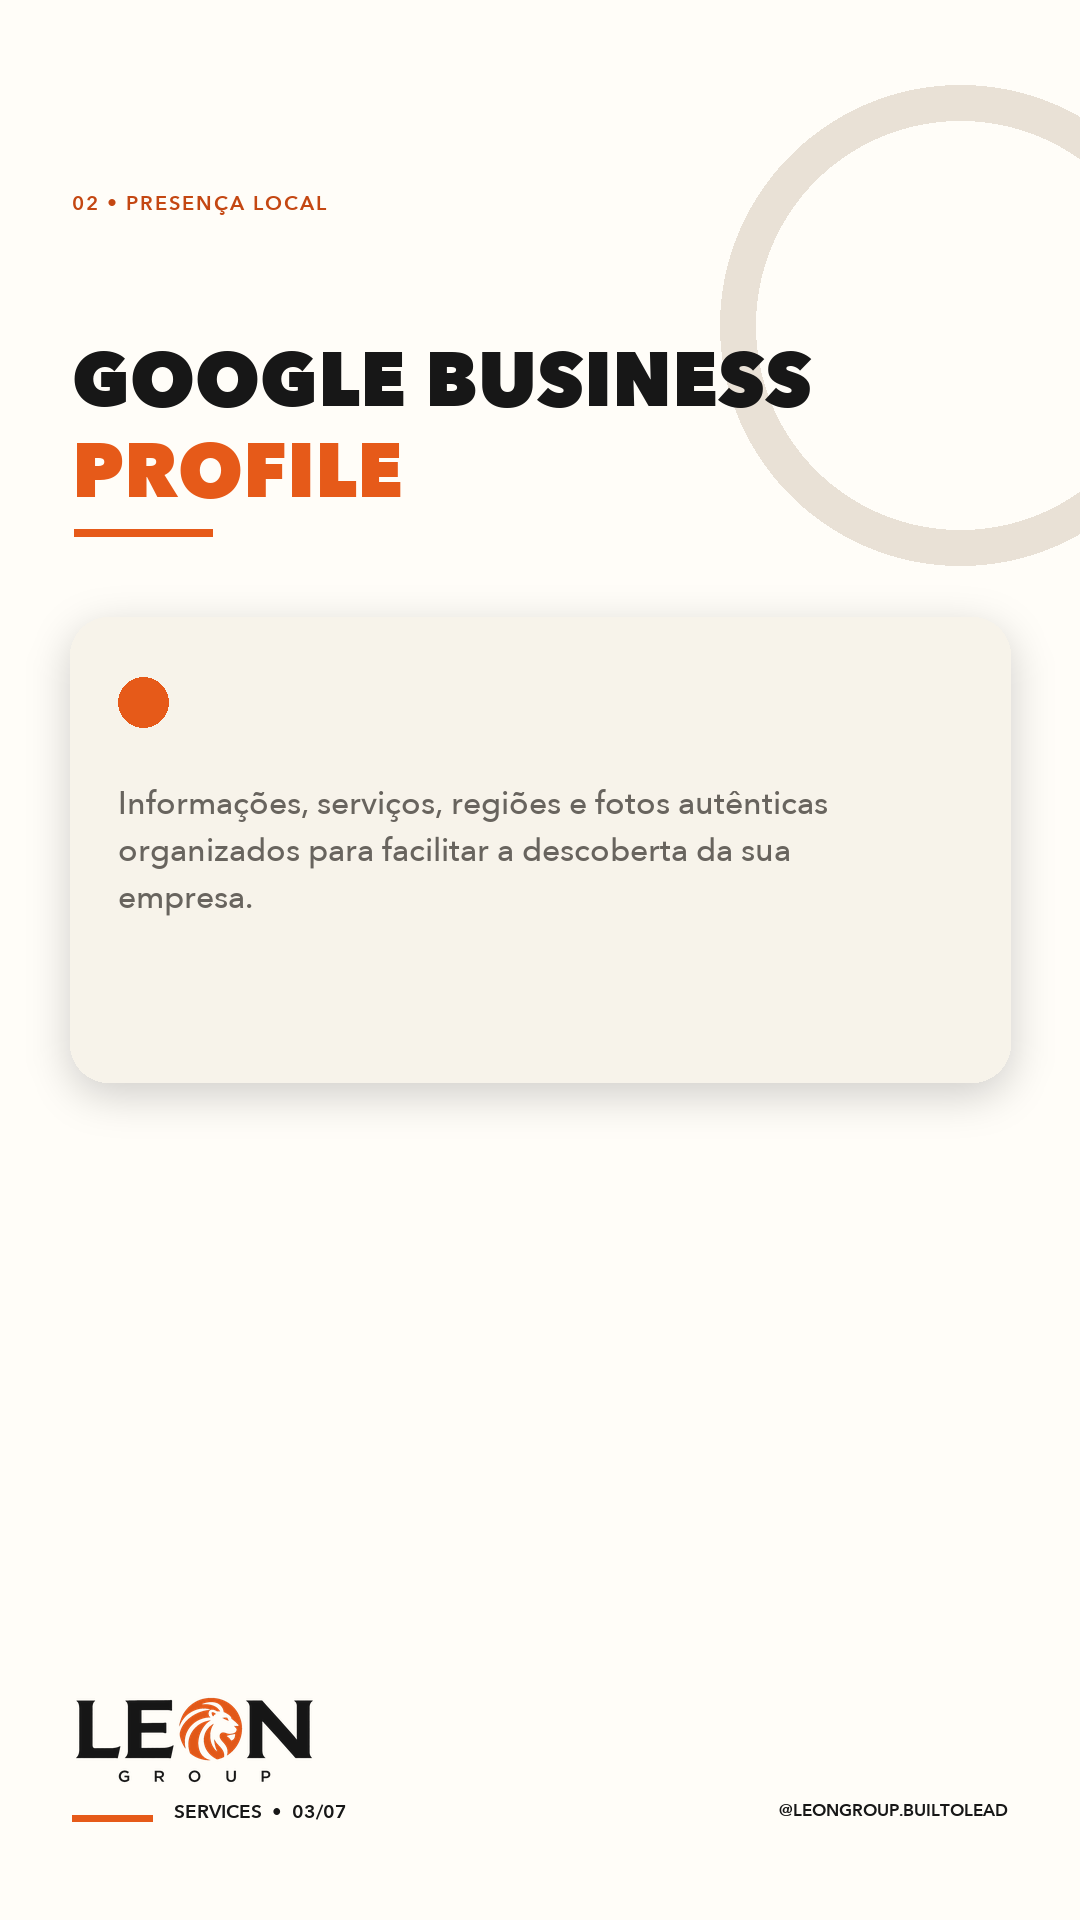 02 • PRESENÇA LOCAL
GOOGLE BUSINESS
PROFILE
Informações, serviços, regiões e fotos autênticas
organizados para facilitar a descoberta da sua
empresa.
LEON
GROUP
SERVICES • 03/07
@LEONGROUP.BUILTOLEAD